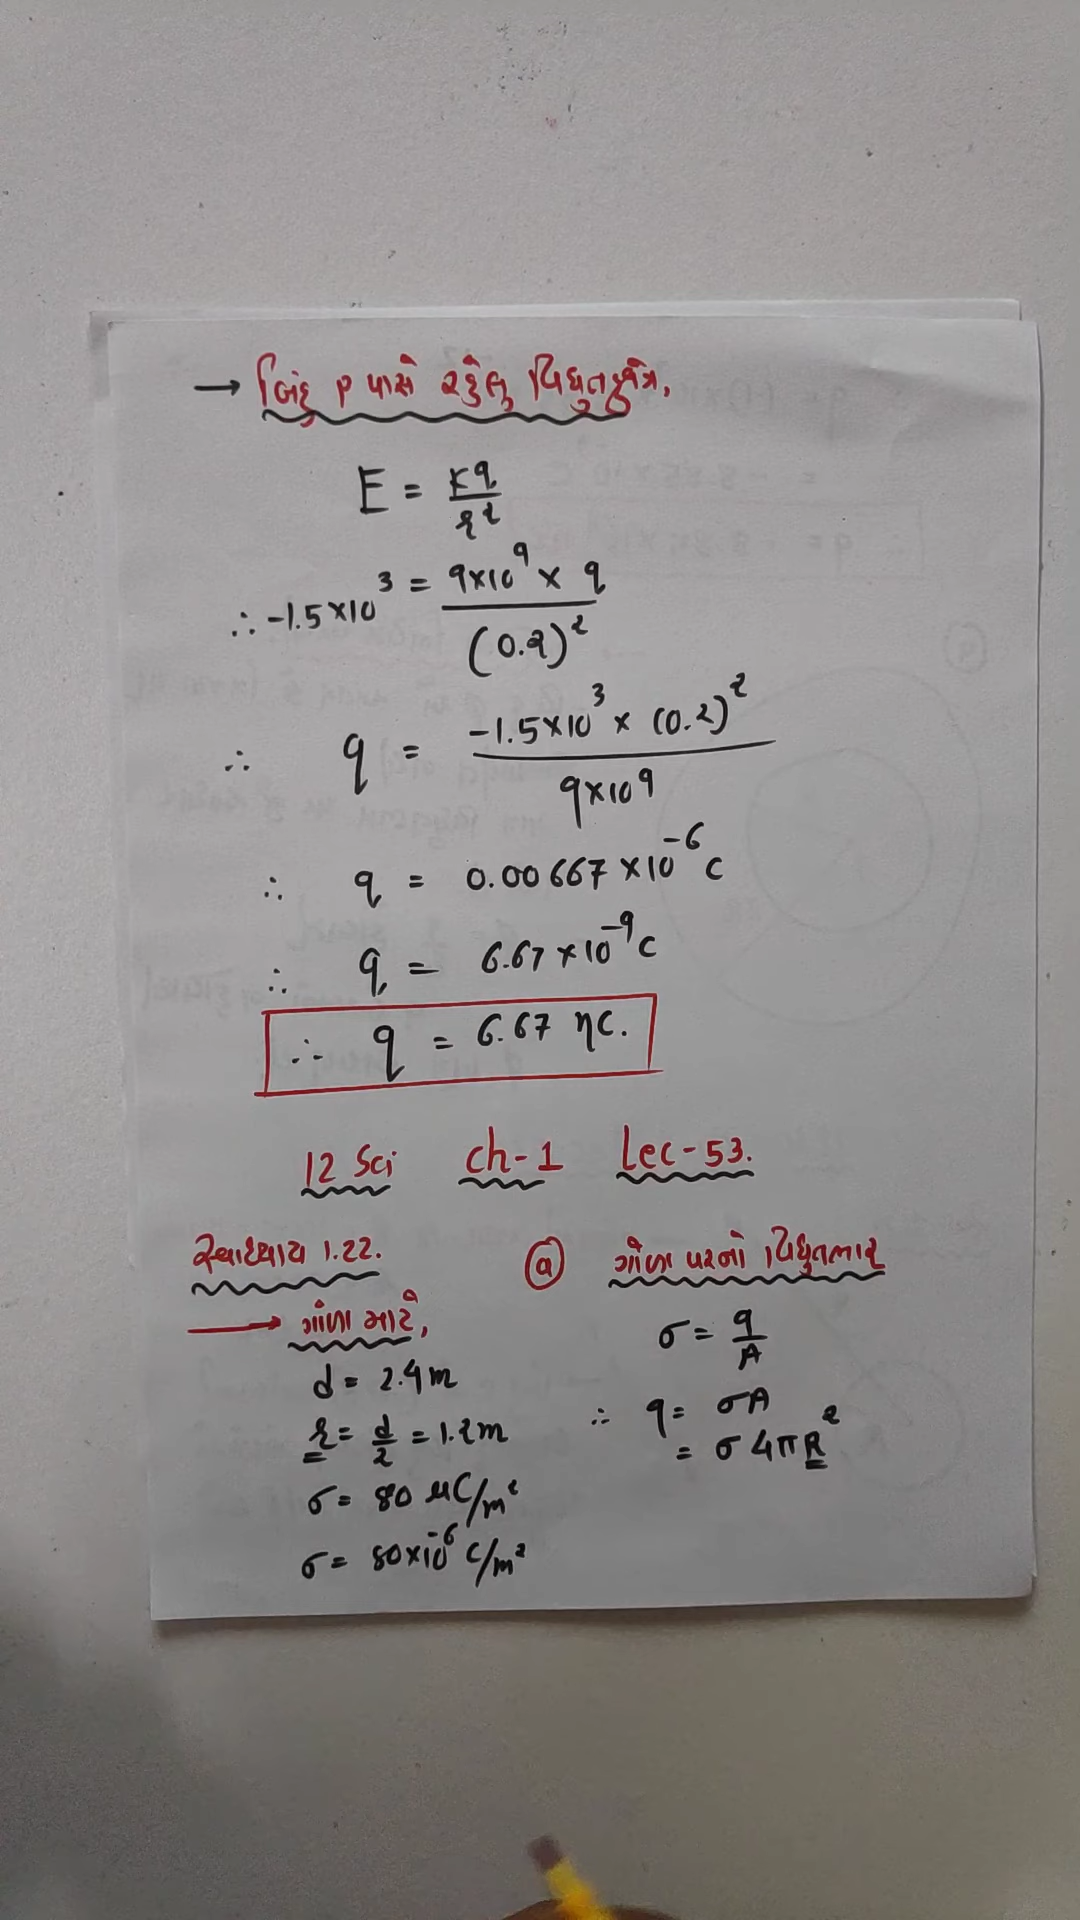 → બિંદુ P પાસે રહેલુ વિધુતક્ષેત્ર,
E = Kq/r²
∴ -1.5×10³ = 9×10⁹ × q/(0.2)²
∴ q = -1.5×10³ × (0.2)²/9×10⁹
∴ q = 0.00667 ×10⁻⁶ C
∴ q = 6.67 ×10⁻⁹ C
∴ q = 6.67 ηC.
12 Sci Ch-1 Lec-53.
સ્વાધ્યાય 1.22.
→ ગોળા માટે,
d = 2.4m
r = d/2 = 1.2m
σ = 80 μC/m²
σ = 80×10⁻⁶ C/m²
ⓐ ગોળા પરનો વિધુતભાર
σ = q/A
∴ q = σA
= σ 4πR²